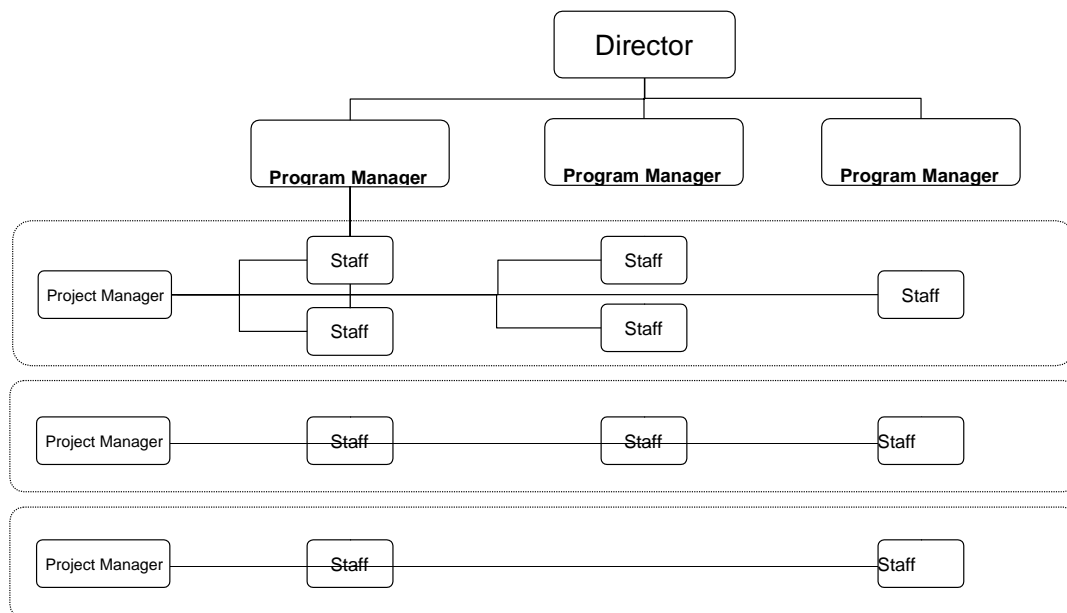 Director
Program Manager
Program Manager
Program Manager
Staff
Staff
Project Manager
Staff
Staff
Staff
Project Manager
Staff
Staff
Staff
Project Manager
Staff
Staff